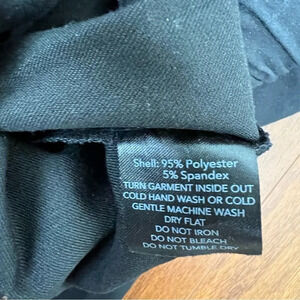 Shell: 95% Polyester
5% Spandex
TURN GARMENT INSIDE OUT
COLD HAND WASH OR COLD
GENTLE MACHINE WASH
DRY FLAT
DO NOT IRON
DO NOT BLEACH
DO NOT TUMBLE DRY